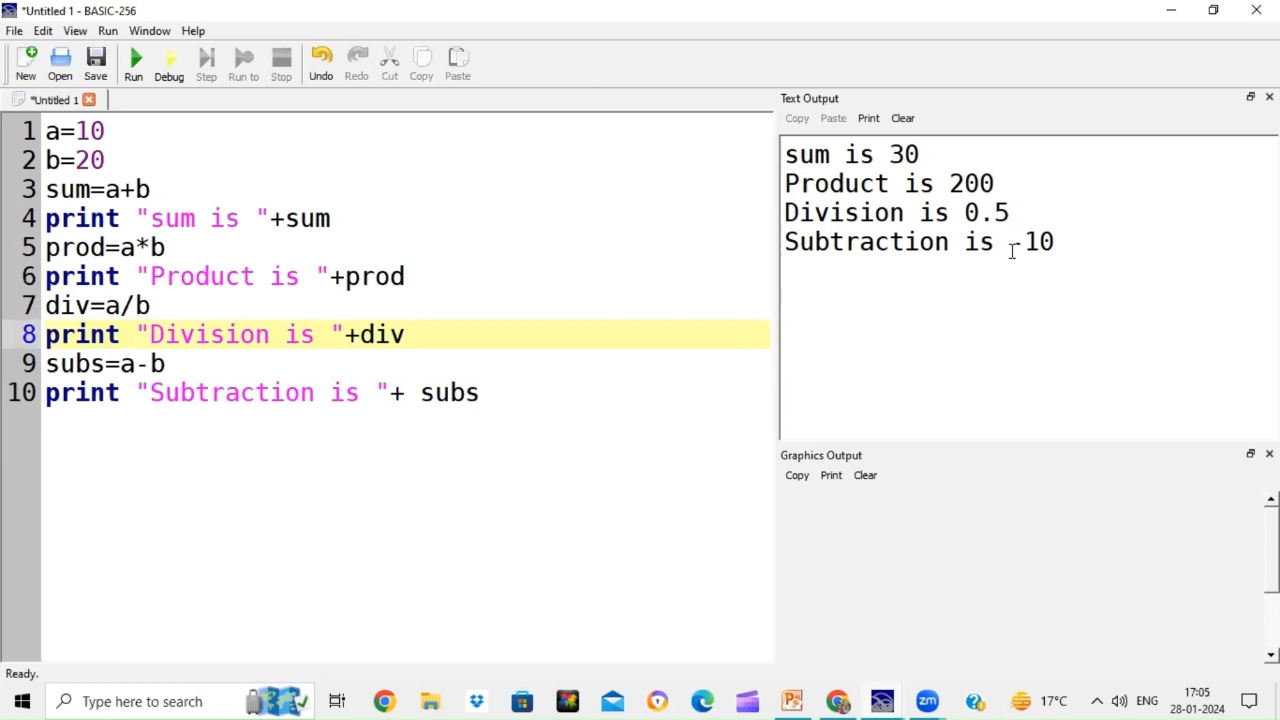 *Untitled 1 - BASIC-256
File Edit View Run Window Help
New Open Save Run Debug Step Run to Stop Undo Redo Cut Copy Paste
*Untitled 1
1 a=10
2 b=20
3 sum=a+b
4 print "sum is "+sum
5 prod=a*b
6 print "Product is "+prod
7 div=a/b
8 print "Division is "+div
9 subs=a-b
10 print "Subtraction is "+ subs
Text Output
Copy Paste Print Clear
sum is 30
Product is 200
Division is 0.5
Subtraction is -10
Graphics Output
Copy Print Clear
Ready.
Type here to search
zm
17°C
ENG
17:05
28-01-2024